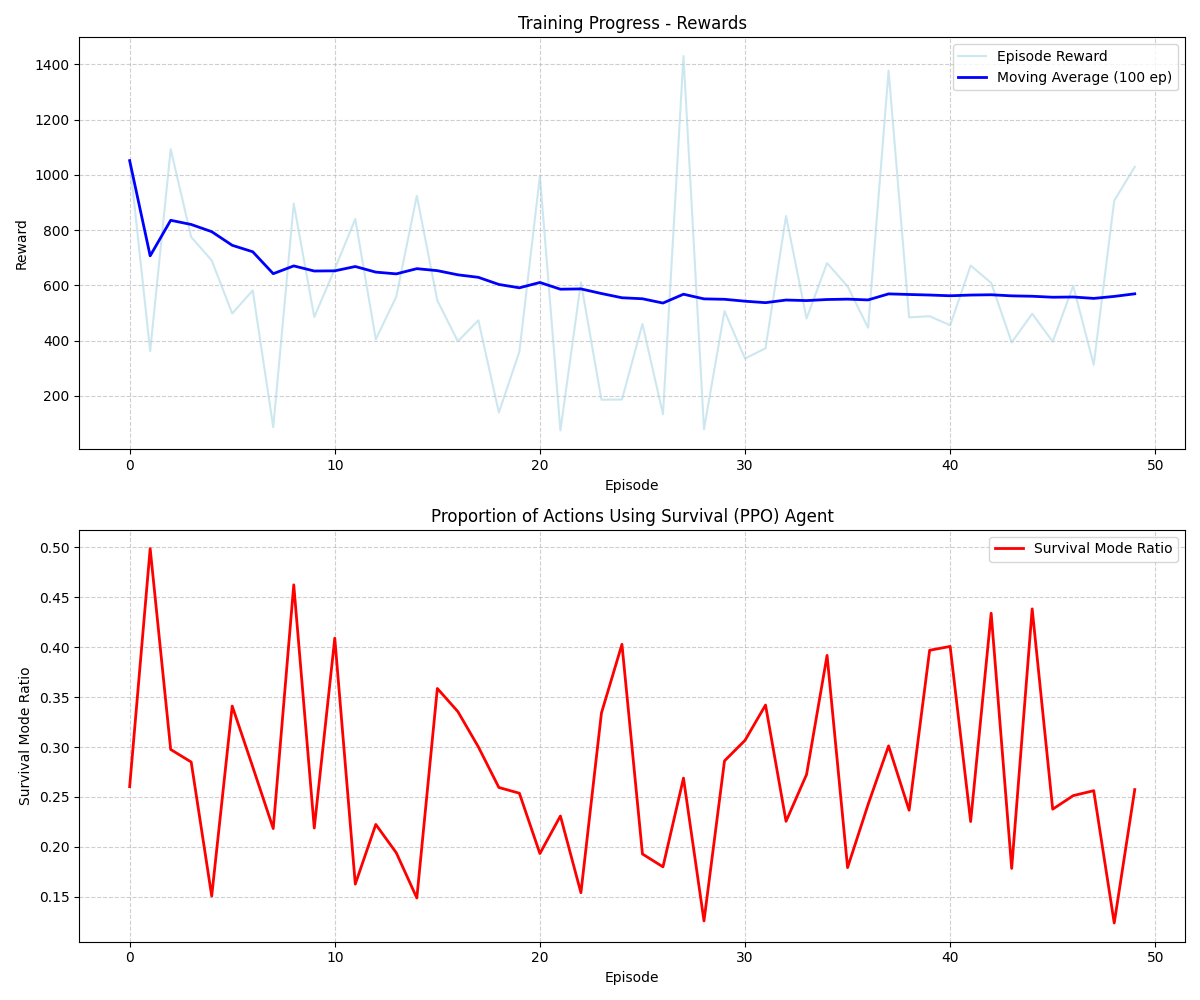 Training Progress - Rewards
Episode Reward
Moving Average (100 ep)
Reward
1400
1200
1000
800
600
400
200
0 10 20 30 40 50
Episode
Proportion of Actions Using Survival (PPO) Agent
Survival Mode Ratio
Survival Mode Ratio
0.50
0.45
0.40
0.35
0.30
0.25
0.20
0.15
0 10 20 30 40 50
Episode